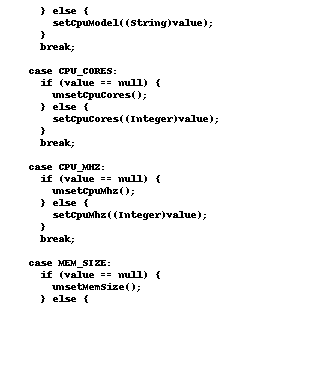 } else {
setCpuModel((String)value);
}
break;
case CPU_CORES:
if (value == null) {
unsetCpuCores();
} else {
setCpuCores((Integer)value);
}
break;
case CPU_MHZ:
if (value == null) {
unsetCpuMhz();
} else {
setCpuMhz((Integer)value);
}
break;
case MEM_SIZE:
if (value == null) {
unsetMemSize();
} else {